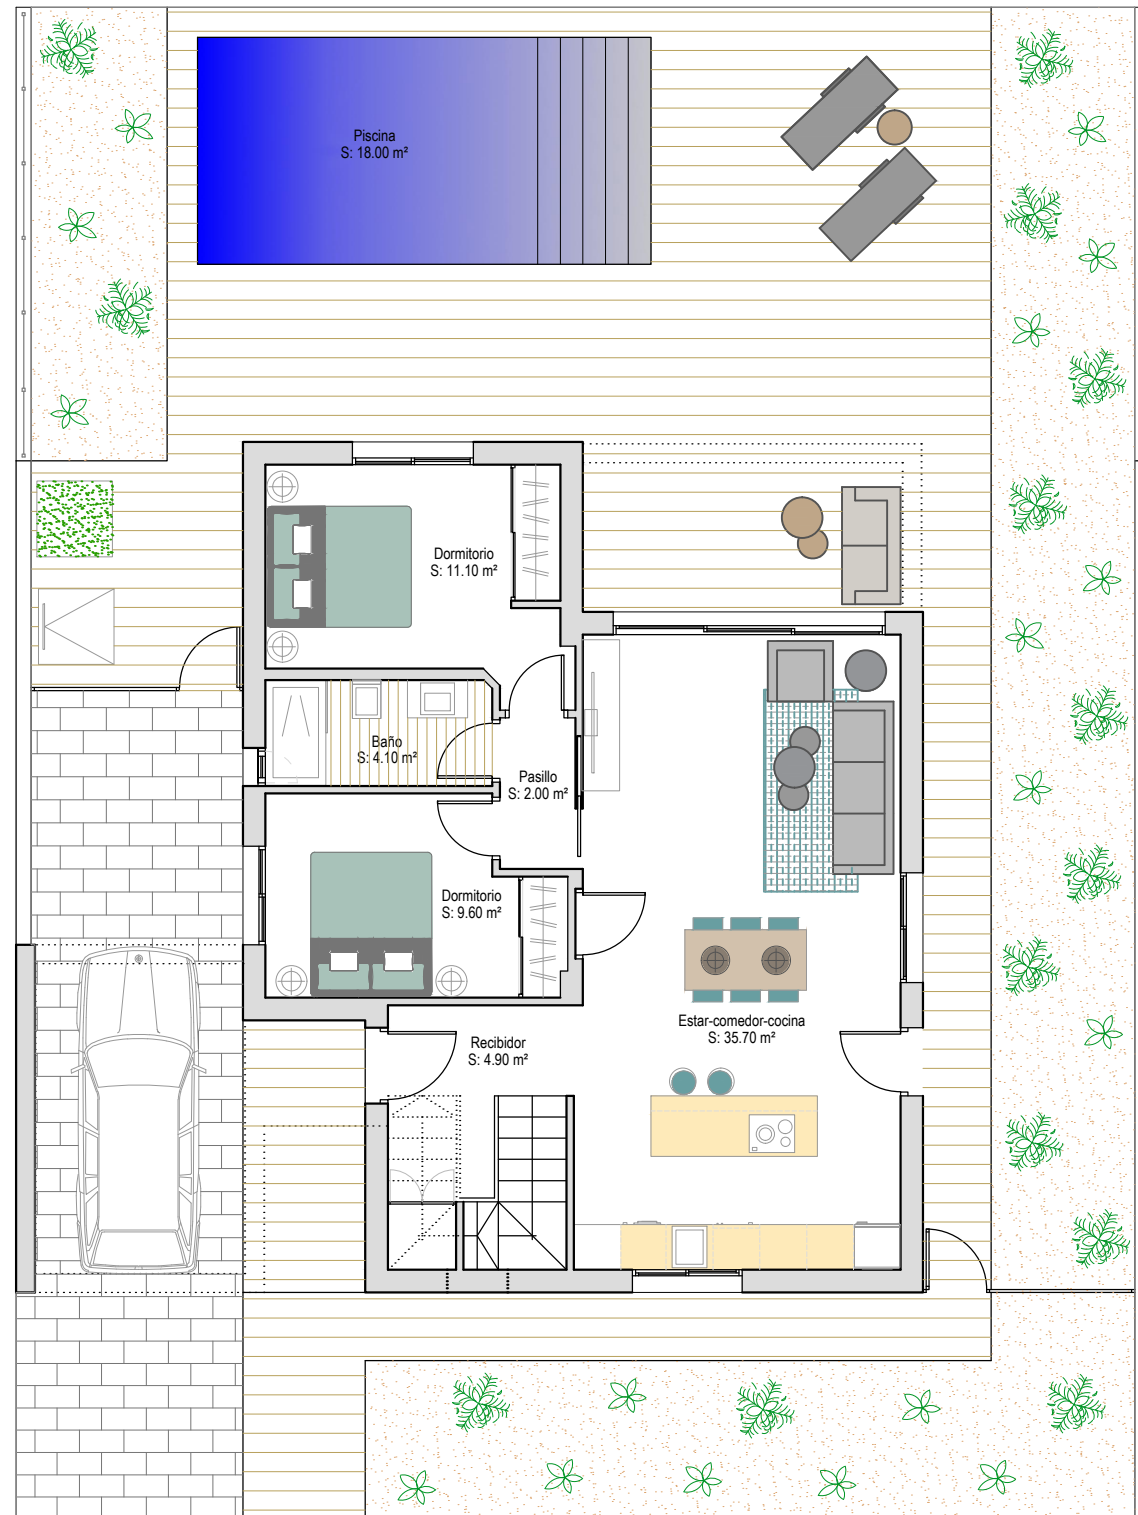 Piscina
S: 18.00 m²
Dormitorio
S: 11.10 m²
Baño
S: 4.10 m²
Pasillo
S: 2.00 m²
Dormitorio
S: 9.60 m²
Estar-comedor-cocina
S: 35.70 m²
Recibidor
S: 4.90 m²